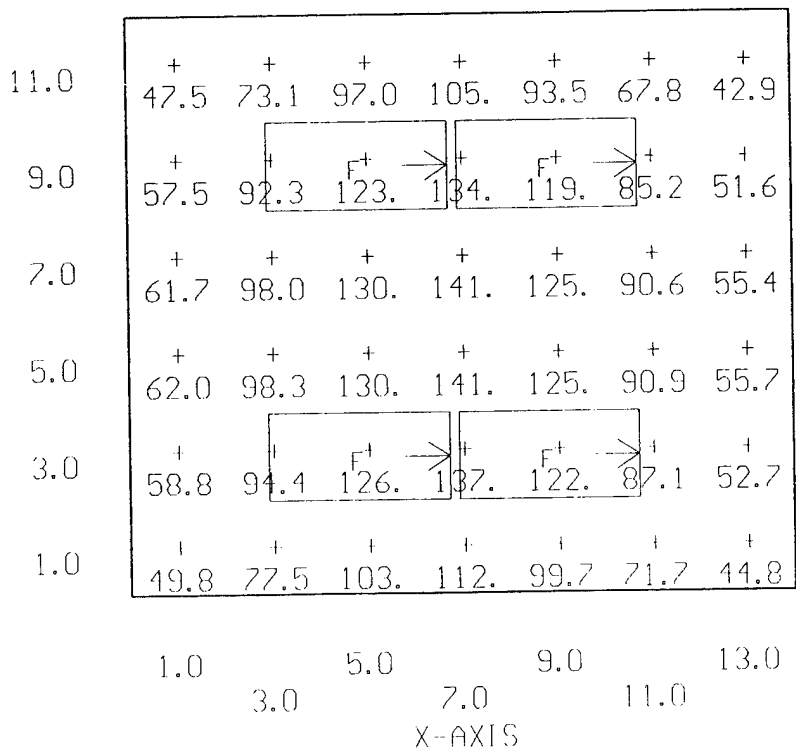 11.0 47.5 73.1 97.0 105. 93.5 67.8 42.9
F F
9.0 57.5 92.3 123. 134. 119. 85.2 51.6
7.0 61.7 98.0 130. 141. 125. 90.6 55.4
5.0 62.0 98.3 130. 141. 125. 90.9 55.7
F F
3.0 58.8 94.4 126. 137. 122. 87.1 52.7
1.0 49.8 77.5 103. 112. 99.7 71.7 44.8
1.0 5.0 9.0 13.0
3.0 7.0 11.0
X-AXIS